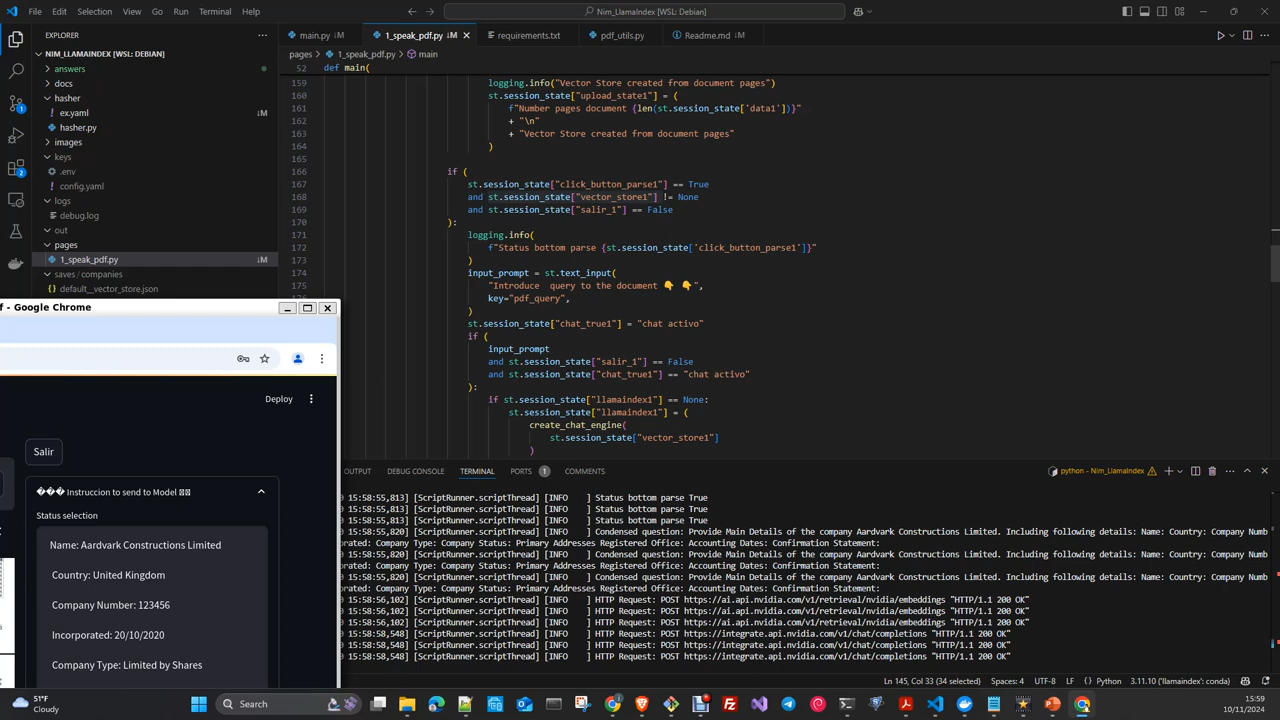 File Edit Selection View Go Run Terminal Help
Nim_LlamaIndex [WSL: Debian]
EXPLORER
main.py M
1_speak_pdf.py M
requirements.txt
pdf_utils.py
Readme.md M
NIM_LLAMAINDEX [WSL: DEBIAN]
pages > 1_speak_pdf.py > main
answers
docs
hasher
ex.yaml M
hasher.py
images
keys
.env
config.yaml
logs
debug.log
out
pages
1_speak_pdf.py M
saves/companies
default__vector_store.json
52 def main(
159 logging.info("Vector Store created from document pages")
160 st.session_state["upload_state1"] = (
161 f"Number pages document {len(st.session_state['data1'])}"
162 + "\n"
163 + "Vector Store created from document pages"
164 )
165
166 if (
167 st.session_state["click_button_parse1"] == True
168 and st.session_state["vector_store1"] != None
169 and st.session_state["salir_1"] == False
170 ):
171 logging.info(
172 f"Status bottom parse {st.session_state['click_button_parse1']}"
173 )
174 input_prompt = st.text_input(
175 "Introduce query to the document 👇 👇",
176 key="pdf_query",
)
st.session_state["chat_true1"] = "chat activo"
if (
input_prompt
and st.session_state["salir_1"] == False
and st.session_state["chat_true1"] == "chat activo"
):
if st.session_state["llamaindex1"] == None:
st.session_state["llamaindex1"] = (
create_chat_engine(
st.session_state["vector_store1"]
)
f - Google Chrome
Deploy
Salir
��� Instruccion to send to Model
Status selection
Name: Aardvark Constructions Limited
Country: United Kingdom
Company Number: 123456
Incorporated: 20/10/2020
Company Type: Limited by Shares
OUTPUT DEBUG CONSOLE TERMINAL PORTS 1 COMMENTS
python - Nim_LlamaIndex
0 15:58:55,813] [ScriptRunner.scriptThread] [INFO ] Status bottom parse True
0 15:58:55,813] [ScriptRunner.scriptThread] [INFO ] Status bottom parse True
0 15:58:55,813] [ScriptRunner.scriptThread] [INFO ] Status bottom parse True
0 15:58:55,820] [ScriptRunner.scriptThread] [INFO ] Condensed question: Provide Main Details of the company Aardvark Constructions Limited. Including following details: Name: Country: Company Numb
rated: Company Type: Company Status: Primary Addresses Registered Office: Accounting Dates: Confirmation Statement:
0 15:58:55,820] [ScriptRunner.scriptThread] [INFO ] Condensed question: Provide Main Details of the company Aardvark Constructions Limited. Including following details: Name: Country: Company Numb
rated: Company Type: Company Status: Primary Addresses Registered Office: Accounting Dates: Confirmation Statement:
0 15:58:55,820] [ScriptRunner.scriptThread] [INFO ] Condensed question: Provide Main Details of the company Aardvark Constructions Limited. Including following details: Name: Country: Company Numb
rated: Company Type: Company Status: Primary Addresses Registered Office: Accounting Dates: Confirmation Statement:
0 15:58:56,102] [ScriptRunner.scriptThread] [INFO ] HTTP Request: POST https://ai.api.nvidia.com/v1/retrieval/nvidia/embeddings "HTTP/1.1 200 OK"
0 15:58:56,102] [ScriptRunner.scriptThread] [INFO ] HTTP Request: POST https://ai.api.nvidia.com/v1/retrieval/nvidia/embeddings "HTTP/1.1 200 OK"
0 15:58:56,102] [ScriptRunner.scriptThread] [INFO ] HTTP Request: POST https://ai.api.nvidia.com/v1/retrieval/nvidia/embeddings "HTTP/1.1 200 OK"
0 15:58:58,548] [ScriptRunner.scriptThread] [INFO ] HTTP Request: POST https://integrate.api.nvidia.com/v1/chat/completions "HTTP/1.1 200 OK"
0 15:58:58,548] [ScriptRunner.scriptThread] [INFO ] HTTP Request: POST https://integrate.api.nvidia.com/v1/chat/completions "HTTP/1.1 200 OK"
0 15:58:58,548] [ScriptRunner.scriptThread] [INFO ] HTTP Request: POST https://integrate.api.nvidia.com/v1/chat/completions "HTTP/1.1 200 OK"
Ln 145, Col 33 (34 selected) Spaces: 4 UTF-8 LF Python 3.11.10 ('llamaindex': conda)
51°F
Cloudy
Search
15:59
10/11/2024